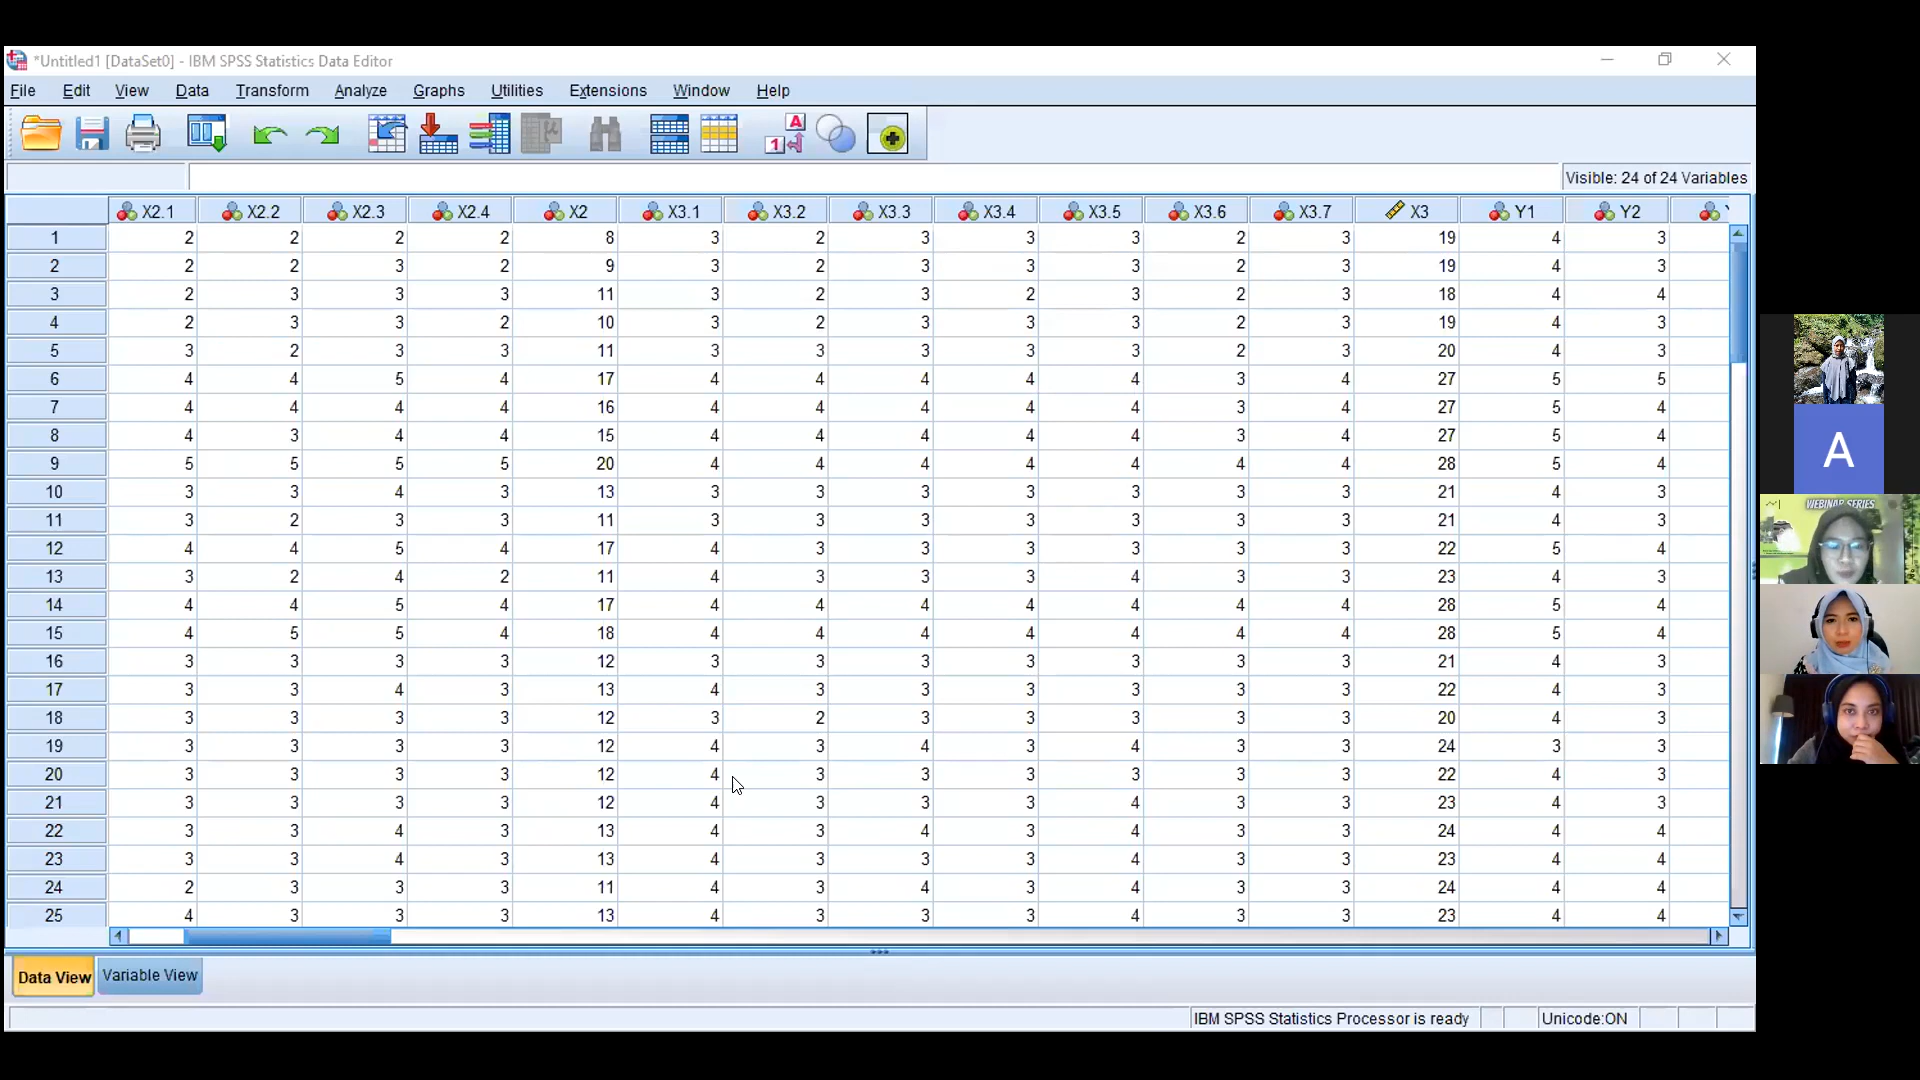 *Untitled1 [DataSet0] - IBM SPSS Statistics Data Editor
File Edit View Data Transform Analyze Graphs Utilities Extensions Window Help
Visible: 24 of 24 Variables
X2.1 X2.2 X2.3 X2.4 X2 X3.1 X3.2 X3.3 X3.4 X3.5 X3.6 X3.7 X3 Y1 Y2
1 2 2 2 2 8 3 2 3 3 3 2 3 19 4 3
2 2 2 3 2 9 3 2 3 3 3 2 3 19 4 3
3 2 3 3 3 11 3 2 3 2 3 2 3 18 4 4
4 2 3 3 2 10 3 2 3 3 3 2 3 19 4 3
5 3 2 3 3 11 3 3 3 3 3 2 3 20 4 3
6 4 4 5 4 17 4 4 4 4 4 3 4 27 5 5
7 4 4 4 4 16 4 4 4 4 4 3 4 27 5 4
8 4 3 4 4 15 4 4 4 4 4 3 4 27 5 4
9 5 5 5 5 20 4 4 4 4 4 4 4 28 5 4
10 3 3 4 3 13 3 3 3 3 3 3 3 21 4 3
11 3 2 3 3 11 3 3 3 3 3 3 3 21 4 3
12 4 4 5 4 17 4 3 3 3 3 3 3 22 5 4
13 3 2 4 2 11 4 3 3 3 4 3 3 23 4 3
14 4 4 5 4 17 4 4 4 4 4 4 4 28 5 4
15 4 5 5 4 18 4 4 4 4 4 4 4 28 5 4
16 3 3 3 3 12 3 3 3 3 3 3 3 21 4 3
17 3 3 4 3 13 4 3 3 3 3 3 3 22 4 3
18 3 3 3 3 12 3 2 3 3 3 3 3 20 4 3
19 3 3 3 3 12 4 3 4 3 4 3 3 24 3 3
20 3 3 3 3 12 4 3 3 3 3 3 3 22 4 3
21 3 3 3 3 12 4 3 3 3 4 3 3 23 4 3
22 3 3 4 3 13 4 3 4 3 4 3 3 24 4 4
23 3 3 4 3 13 4 3 3 3 4 3 3 23 4 4
24 2 3 3 3 11 4 3 4 3 4 3 3 24 4 4
25 4 3 3 3 13 4 3 3 3 4 3 3 23 4 4
Data View Variable View
IBM SPSS Statistics Processor is ready Unicode:ON
A
WEBINAR SERIES